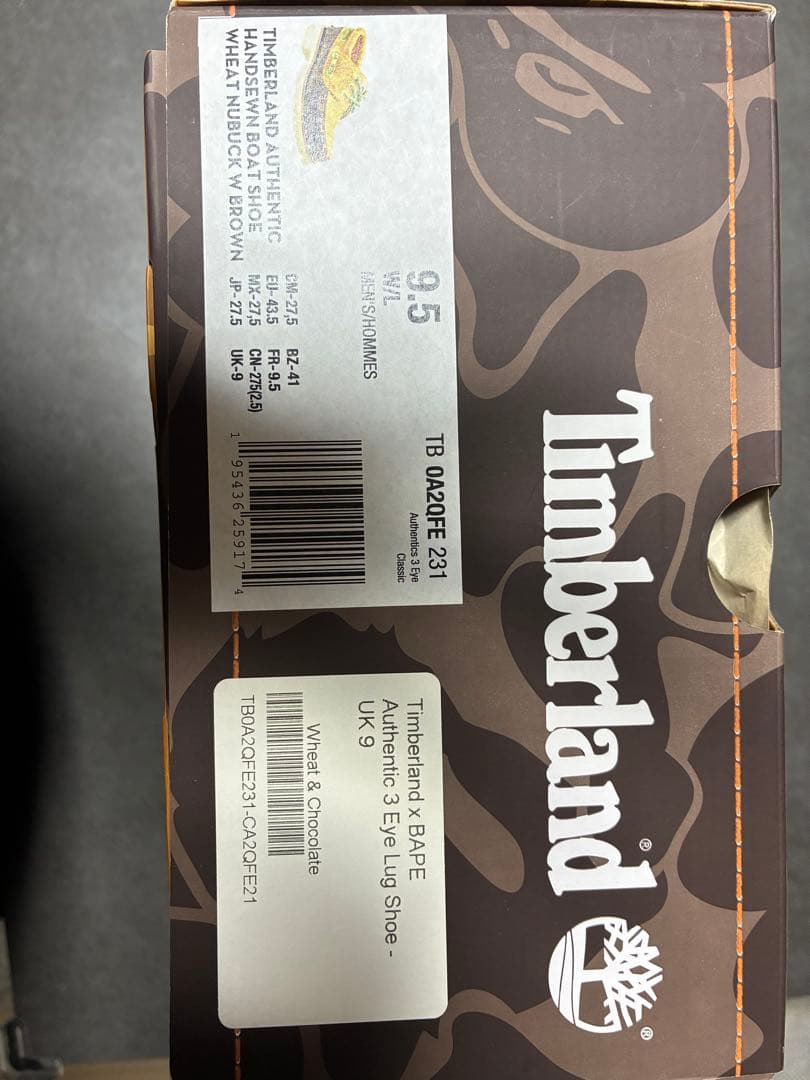 Timberland®
®
9.5
W/L
MEN'S/HOMMES
TB 0A2QFE 231
Authentics 3 Eye
Classic
TIMBERLAND AUTHENTIC
HANDSEWN BOAT SHOE
WHEAT NUBUCK W BROWN
CM-27,5 BZ-41
EU-43.5 FR-9.5
MX-27,5 CN-275(2.5)
JP-27.5 UK-9
1 95436 25917 4
Timberland x BAPE
Authentic 3 Eye Lug Shoe -
UK 9
Wheat & Chocolate
TB0A2QFE231-CA2QFE21